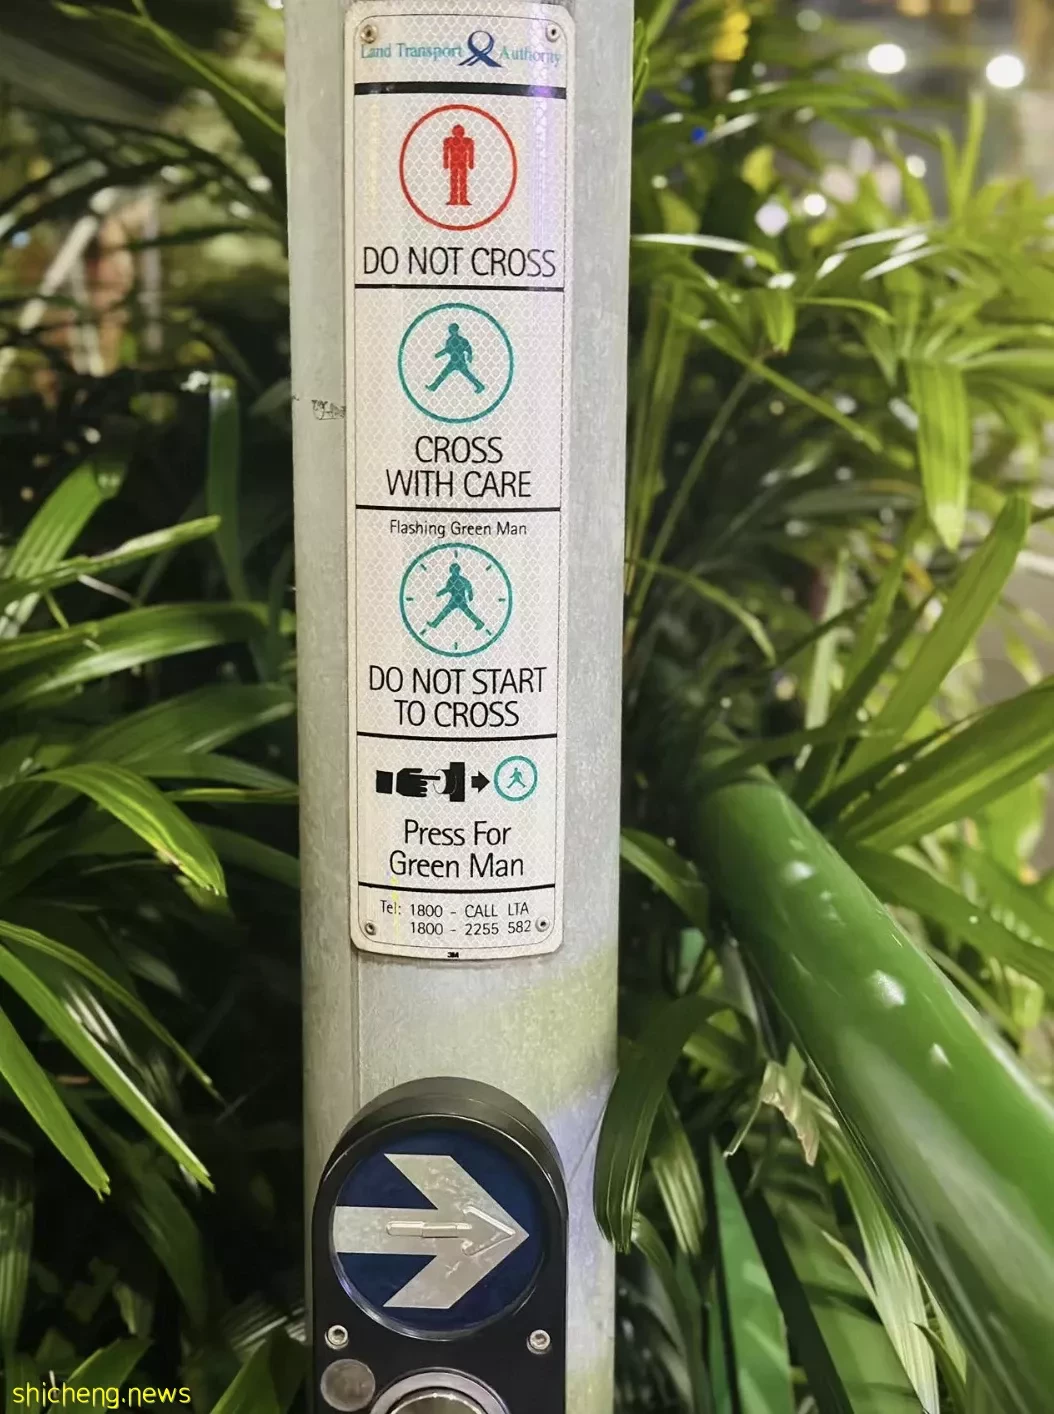 Land Transport Authority
DO NOT CROSS
CROSS
WITH CARE
Flashing Green Man
DO NOT START
TO CROSS
Press For
Green Man
Tel: 1800 - CALL LTA
1800 - 2255 582
3M
shicheng.news